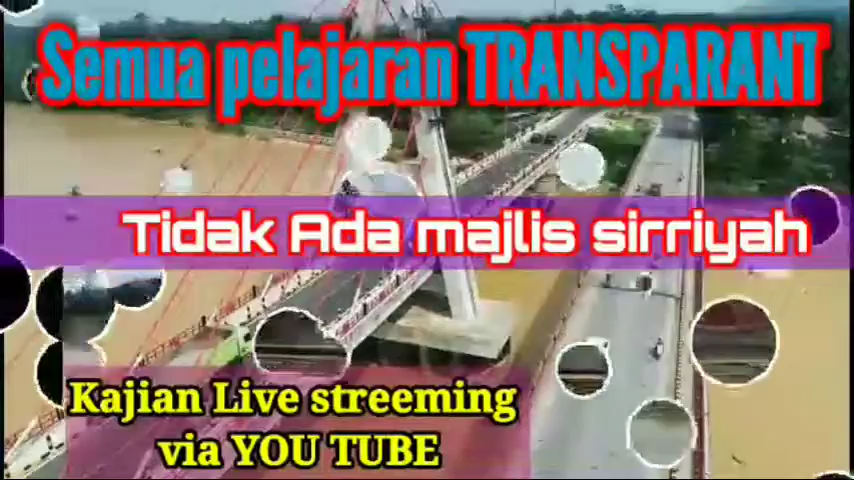 Semua pelajaran TRANSPARANT
Tidak Ada majlis sirriyah
Kajian Live streeming
via YOU TUBE